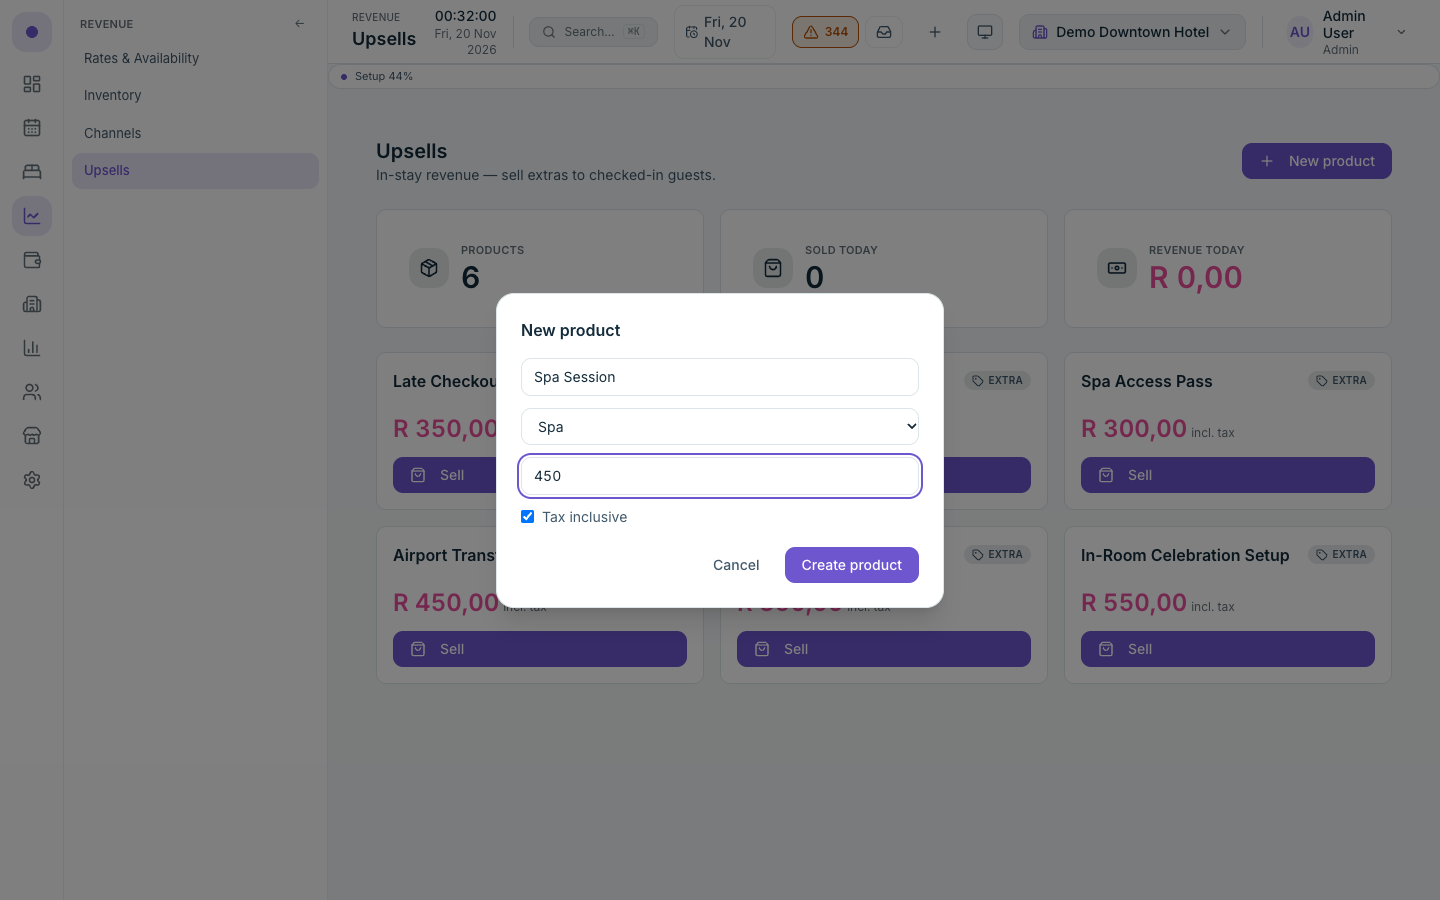 REVENUE
Rates & Availability
Inventory
Channels
Upsells
REVENUE
Upsells
00:32:00
Fri, 20 Nov
2026
Search...
⌘K
Fri, 20
Nov
344
Demo Downtown Hotel
AU
Admin
User
Admin
Setup 44%
Upsells
In-stay revenue — sell extras to checked-in guests.
New product
PRODUCTS
6
SOLD TODAY
0
REVENUE TODAY
R 0,00
New product
Spa Session
Spa
450
Tax inclusive
Cancel
Create product
Late Checkou
R 350,00
Sell
Spa Access Pass
EXTRA
EXTRA
R 300,00 incl. tax
Sell
Airport Trans
R 450,00 incl. tax
Sell
EXTRA
incl. tax
Sell
In-Room Celebration Setup
EXTRA
R 550,00 incl. tax
Sell